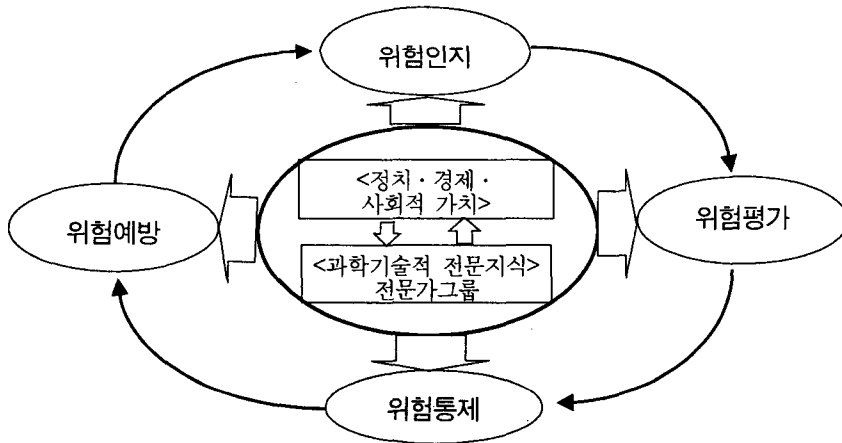 위험인지
<정치·경제·
사회적 가치>
위험예방
위험평가
<과학기술적 전문지식>
전문가그룹
위험통제